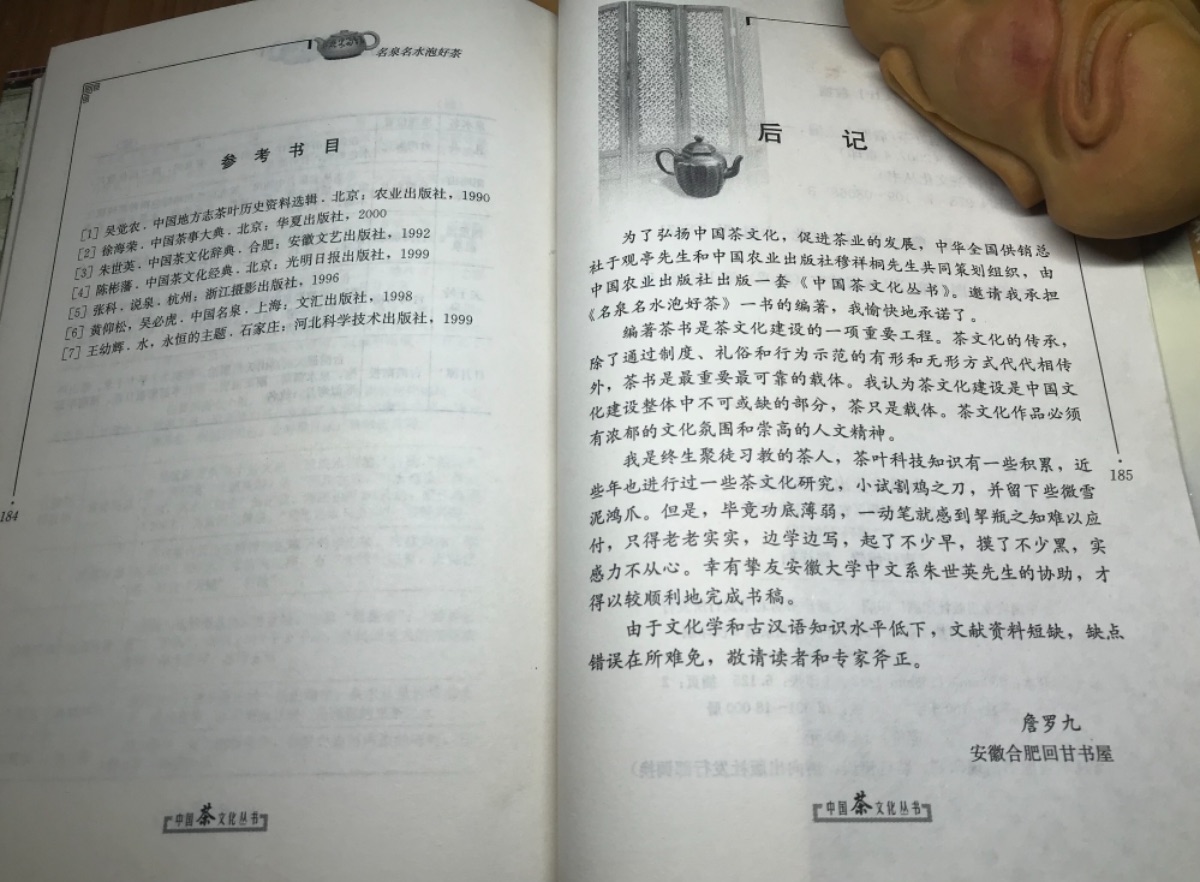 名泉名水泡好茶
参考书目
[1] 吴觉农．中国地方志茶叶历史资料选辑．北京：农业出版社，1990
[2] 徐海荣．中国茶事大典．北京：华夏出版社，2000
[3] 朱世英．中国茶文化辞典．合肥：安徽文艺出版社，1992
[4] 陈彬藩．中国茶文化经典．北京：光明日报出版社，1999
[5] 张科．说泉．杭州：浙江摄影出版社，1996
[6] 黄仰松，吴必虎．中国名泉．上海：文汇出版社，1998
[7] 王幼辉．水，永恒的主题．石家庄：河北科学技术出版社，1999
184
中国茶文化丛书
后记
为了弘扬中国茶文化，促进茶业的发展，中华全国供销总
社于观亭先生和中国农业出版社穆祥桐先生共同策划组织，由
中国农业出版社出版一套《中国茶文化丛书》。邀请我承担
《名泉名水泡好茶》一书的编著，我愉快地承诺了。
编著茶书是茶文化建设的一项重要工程。茶文化的传承，
除了通过制度、礼俗和行为示范的有形和无形方式代代相传
外，茶书是最重要最可靠的载体。我认为茶文化建设是中国文
化建设整体中不可或缺的部分，茶只是载体。茶文化作品必须
有浓郁的文化氛围和崇高的人文精神。
我是终生聚徒习教的茶人，茶叶科技知识有一些积累，近
些年也进行过一些茶文化研究，小试割鸡之刀，并留下些微雪
泥鸿爪。但是，毕竟功底薄弱，一动笔就感到挈瓶之知难以应
付，只得老老实实，边学边写，起了不少早，摸了不少黑，实
感力不从心。幸有挚友安徽大学中文系朱世英先生的协助，才
得以较顺利地完成书稿。
由于文化学和古汉语知识水平低下，文献资料短缺，缺点
错误在所难免，敬请读者和专家斧正。
詹罗九
安徽合肥回甘书屋
185
中国茶文化丛书